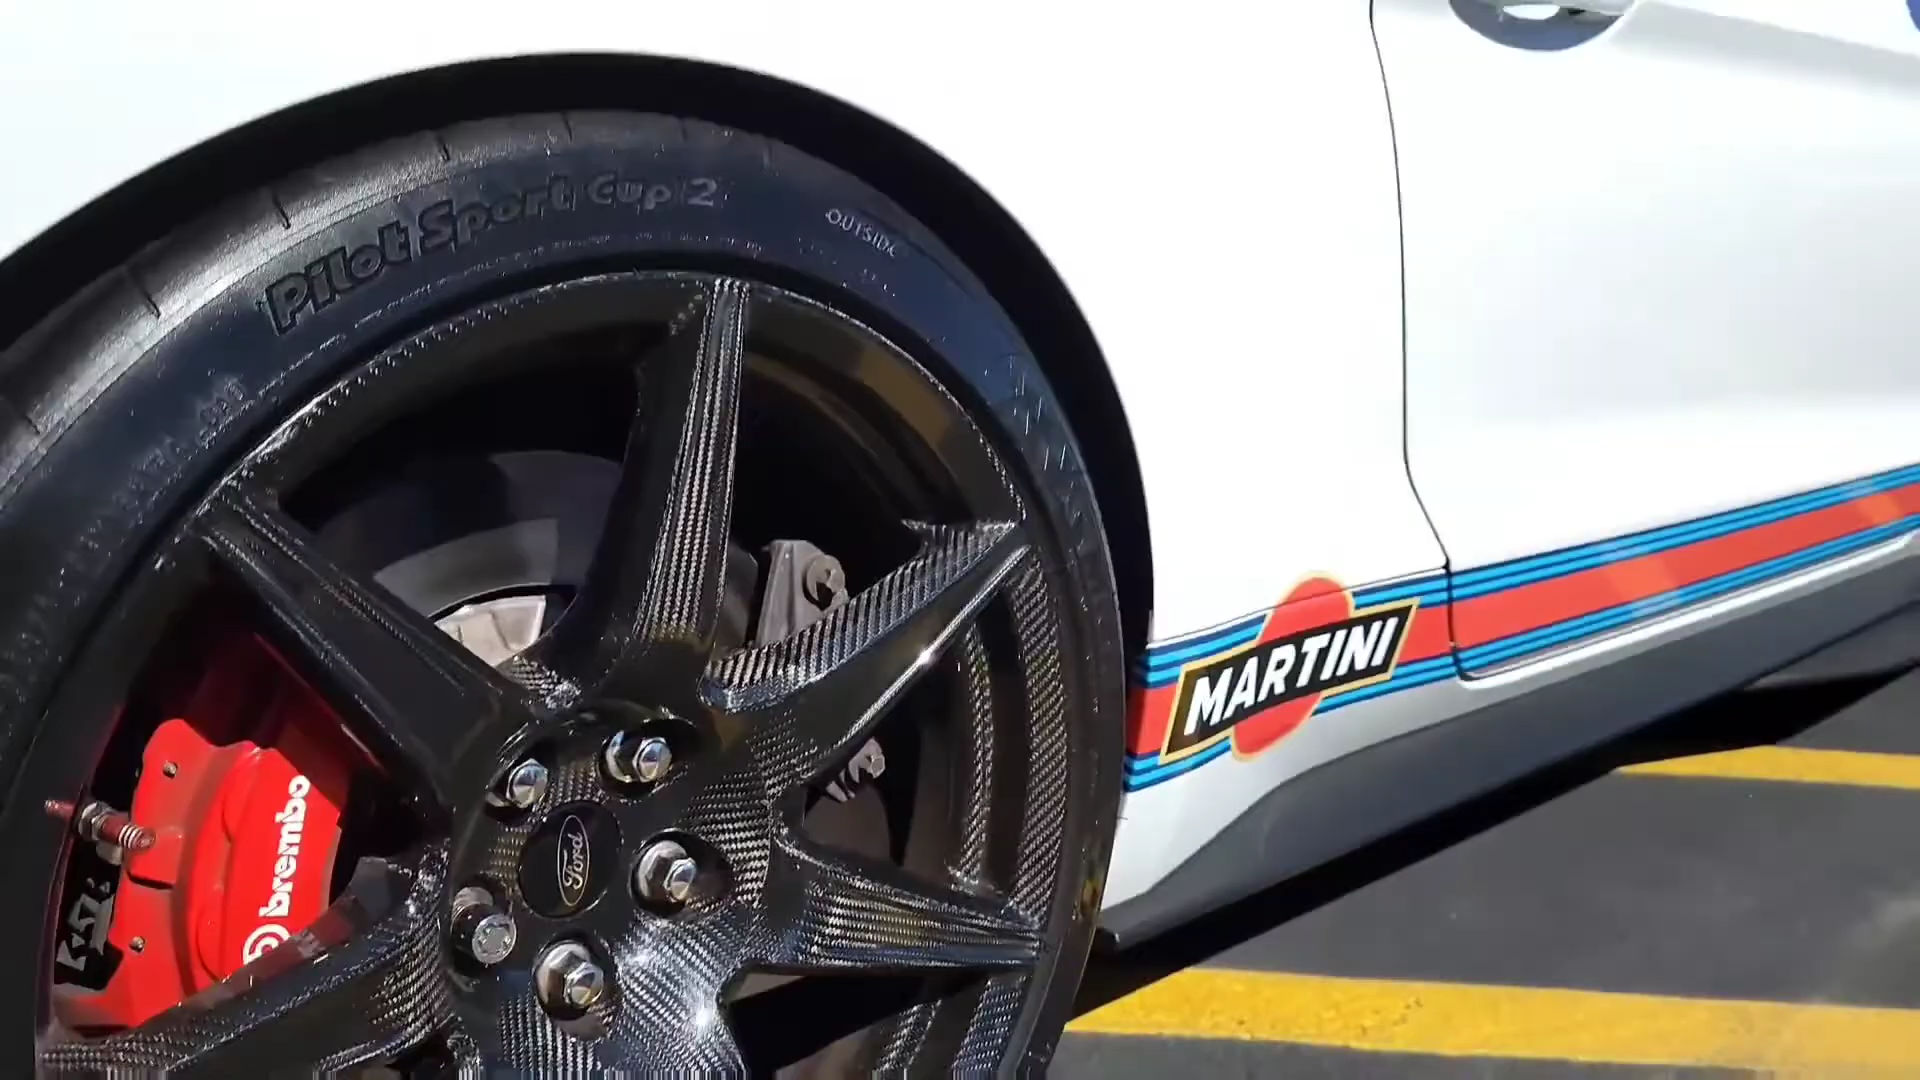 Pilot Sport Cup 2
OUTSIDE
MARTINI
brembo
Ford